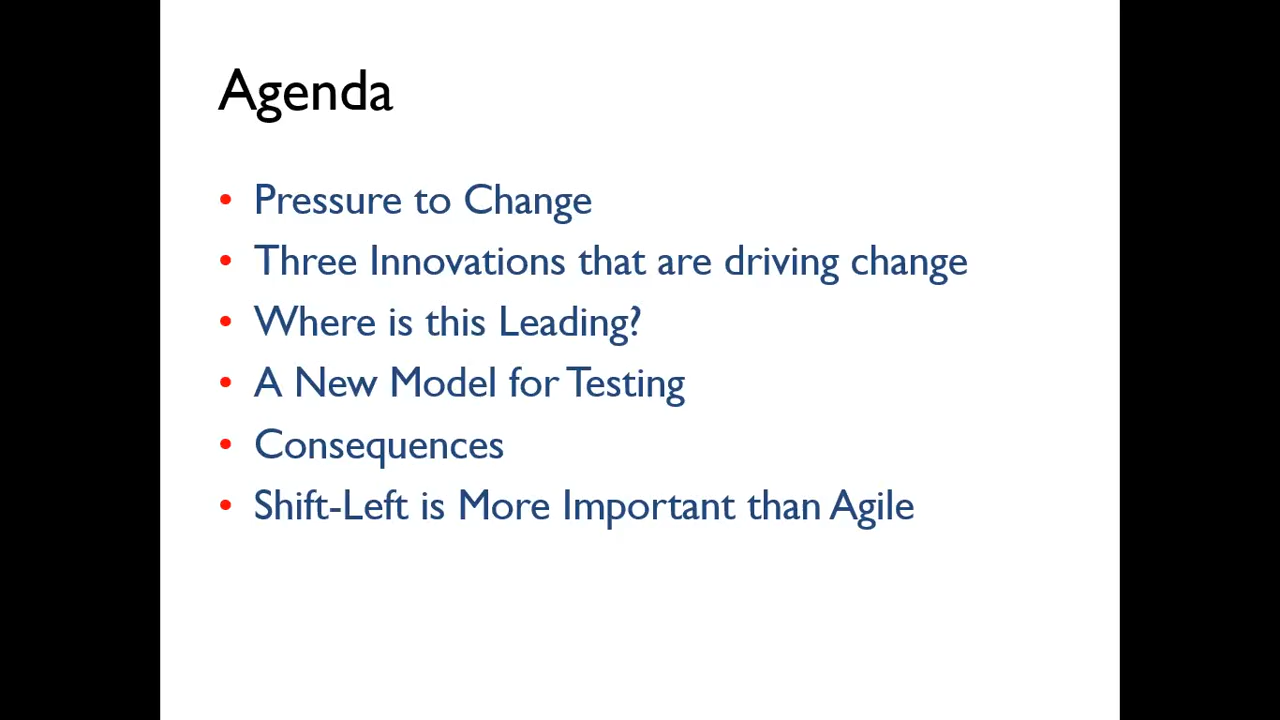 Agenda
• Pressure to Change
• Three Innovations that are driving change
• Where is this Leading?
• A New Model for Testing
• Consequences
• Shift-Left is More Important than Agile